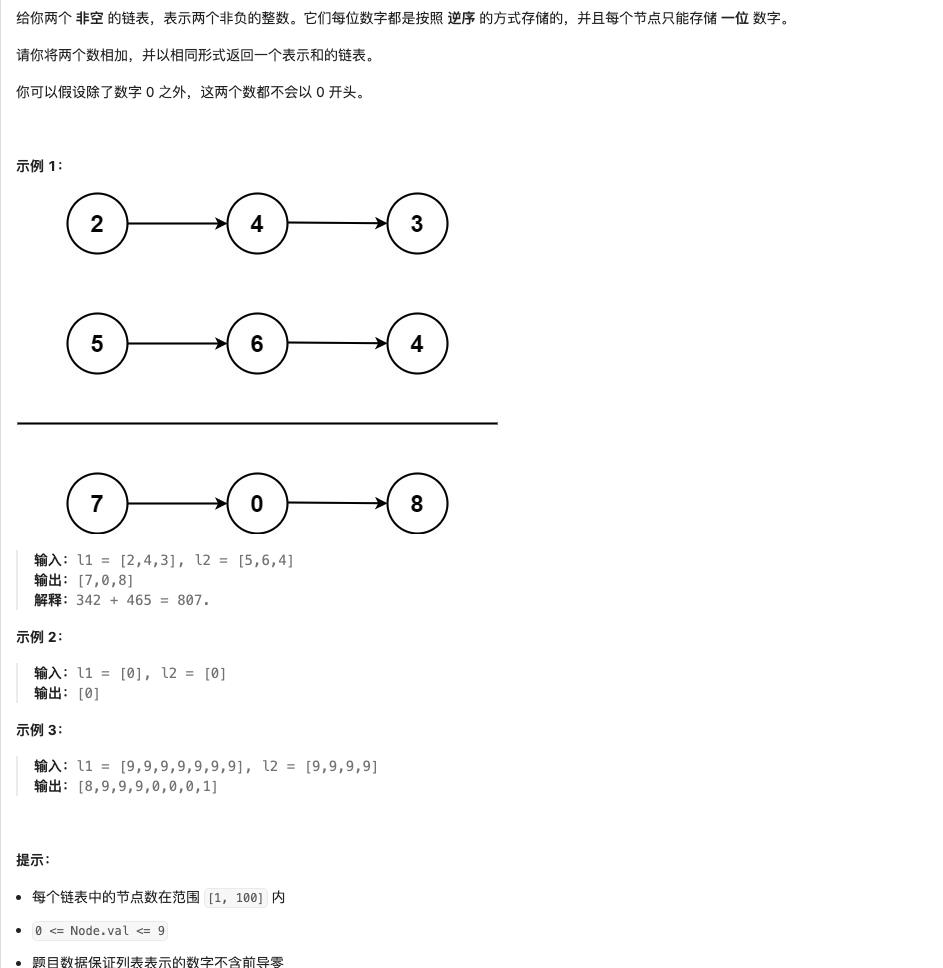 给你两个 非空 的链表，表示两个非负的整数。它们每位数字都是按照 逆序 的方式存储的，并且每个节点只能存储 一位 数字。
请你将两个数相加，并以相同形式返回一个表示和的链表。
你可以假设除了数字 0 之外，这两个数都不会以 0 开头。
示例 1：
2 4 3
5 6 4
7 0 8
输入：l1 = [2,4,3], l2 = [5,6,4]
输出：[7,0,8]
解释：342 + 465 = 807.
示例 2：
输入：l1 = [0], l2 = [0]
输出：[0]
示例 3：
输入：l1 = [9,9,9,9,9,9,9], l2 = [9,9,9,9]
输出：[8,9,9,9,0,0,0,1]
提示：
每个链表中的节点数在范围 [1, 100] 内
0 <= Node.val <= 9
题目数据保证列表表示的数字不含前导零